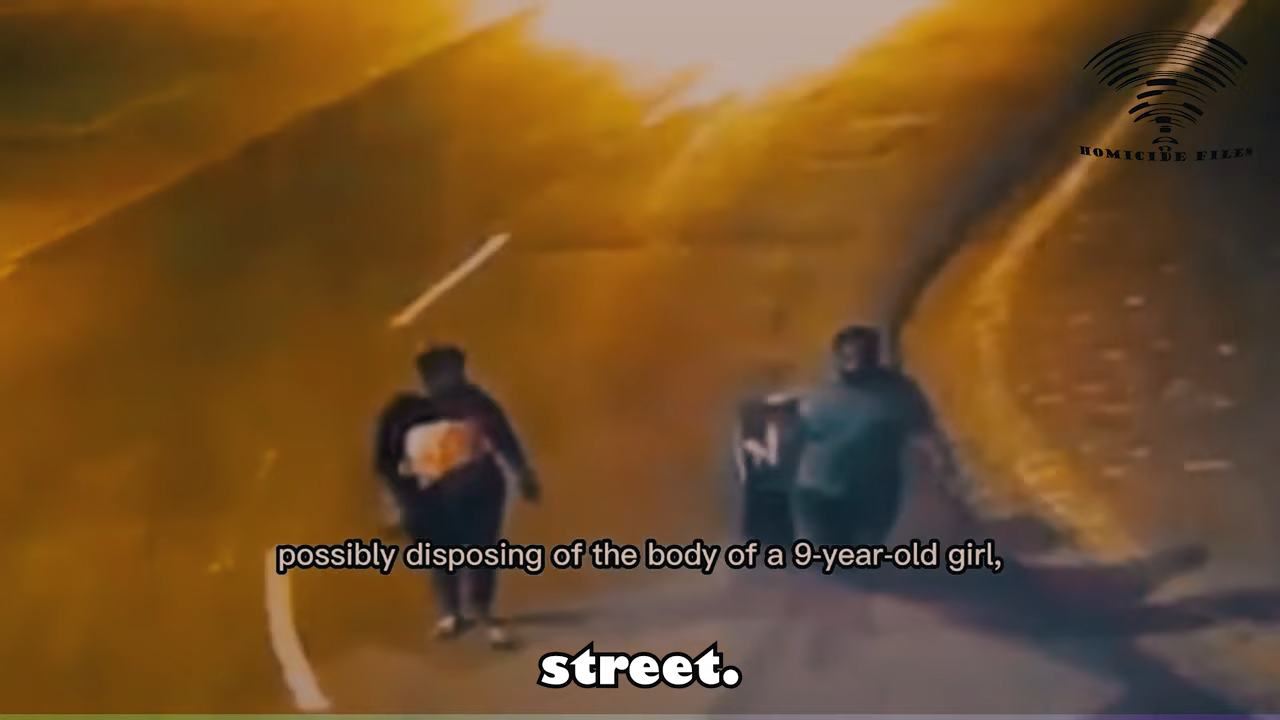 HOMICIDE FILES
possibly disposing of the body of a 9-year-old girl,
street.